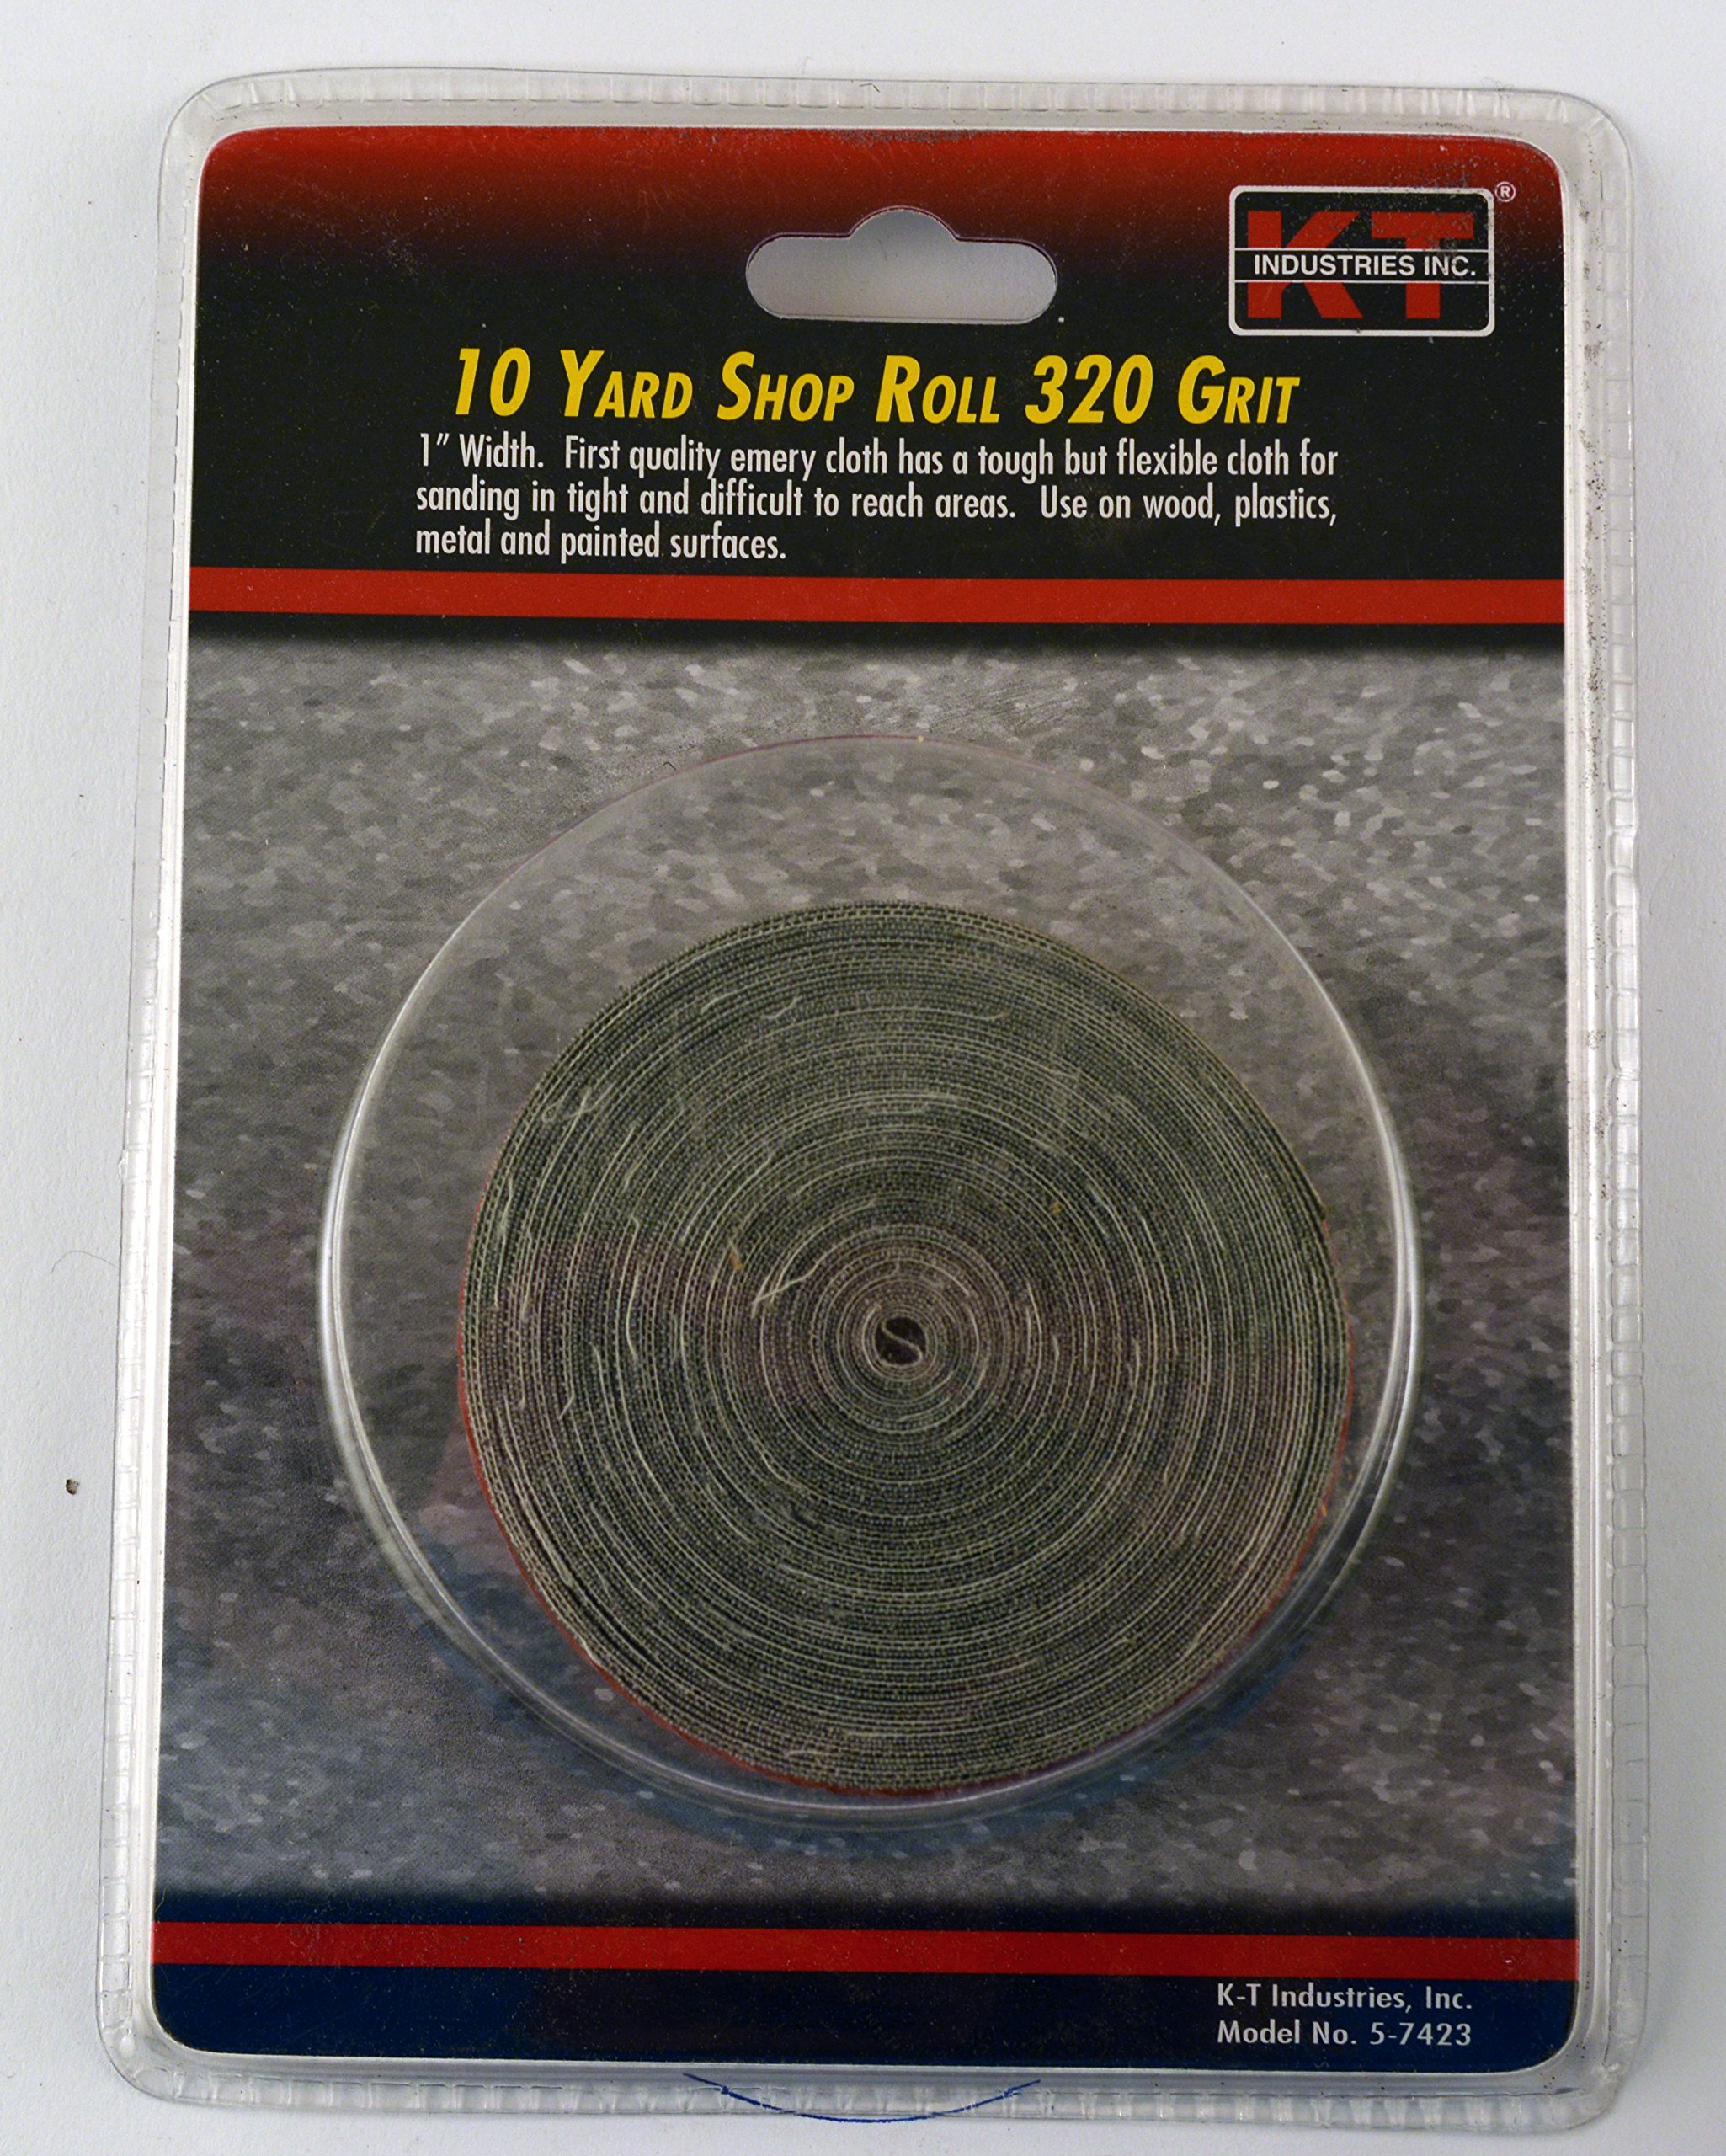 KT
INDUSTRIES INC.
®
10 YARD SHOP ROLL 320 GRIT
1” Width. First quality emery cloth has a tough but flexible cloth for
sanding in tight and difficult to reach areas. Use on wood, plastics,
metal and painted surfaces.
K-T Industries, Inc.
Model No. 5-7423